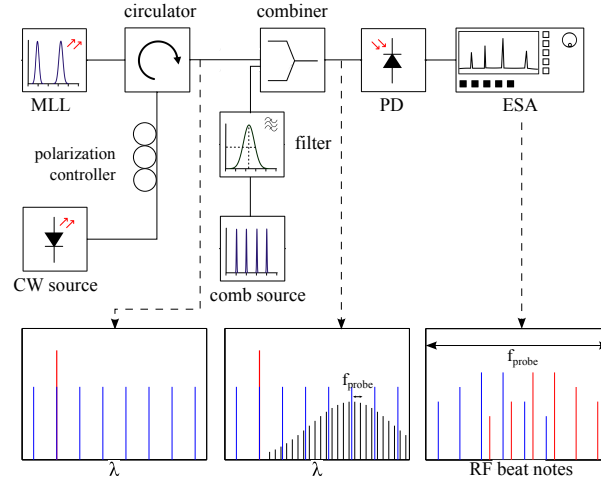 circulator
combiner
MLL
PD
ESA
polarization
controller
filter
CW source
comb source
f_probe
f_probe
λ
λ
RF beat notes